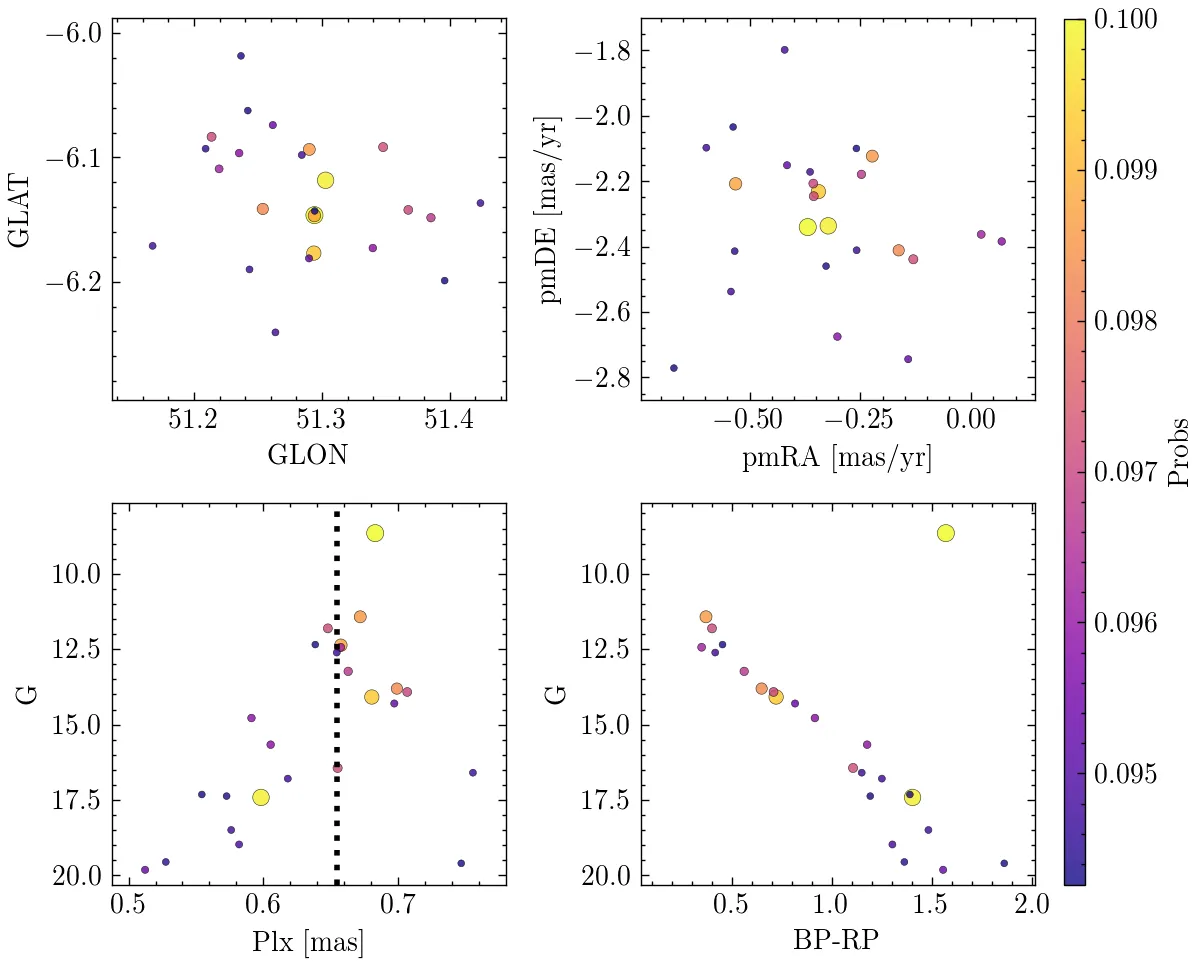 −6.0
−6.1
−6.2
GLAT
51.2 51.3 51.4
GLON
−1.8
−2.0
−2.2
−2.4
−2.6
−2.8
pmDE [mas/yr]
−0.50 −0.25 0.00
pmRA [mas/yr]
0.100
0.099
0.098
0.097
0.096
0.095
Probs
10.0
12.5
15.0
17.5
20.0
G
0.5 0.6 0.7
Plx [mas]
10.0
12.5
15.0
17.5
20.0
G
0.5 1.0 1.5 2.0
BP-RP